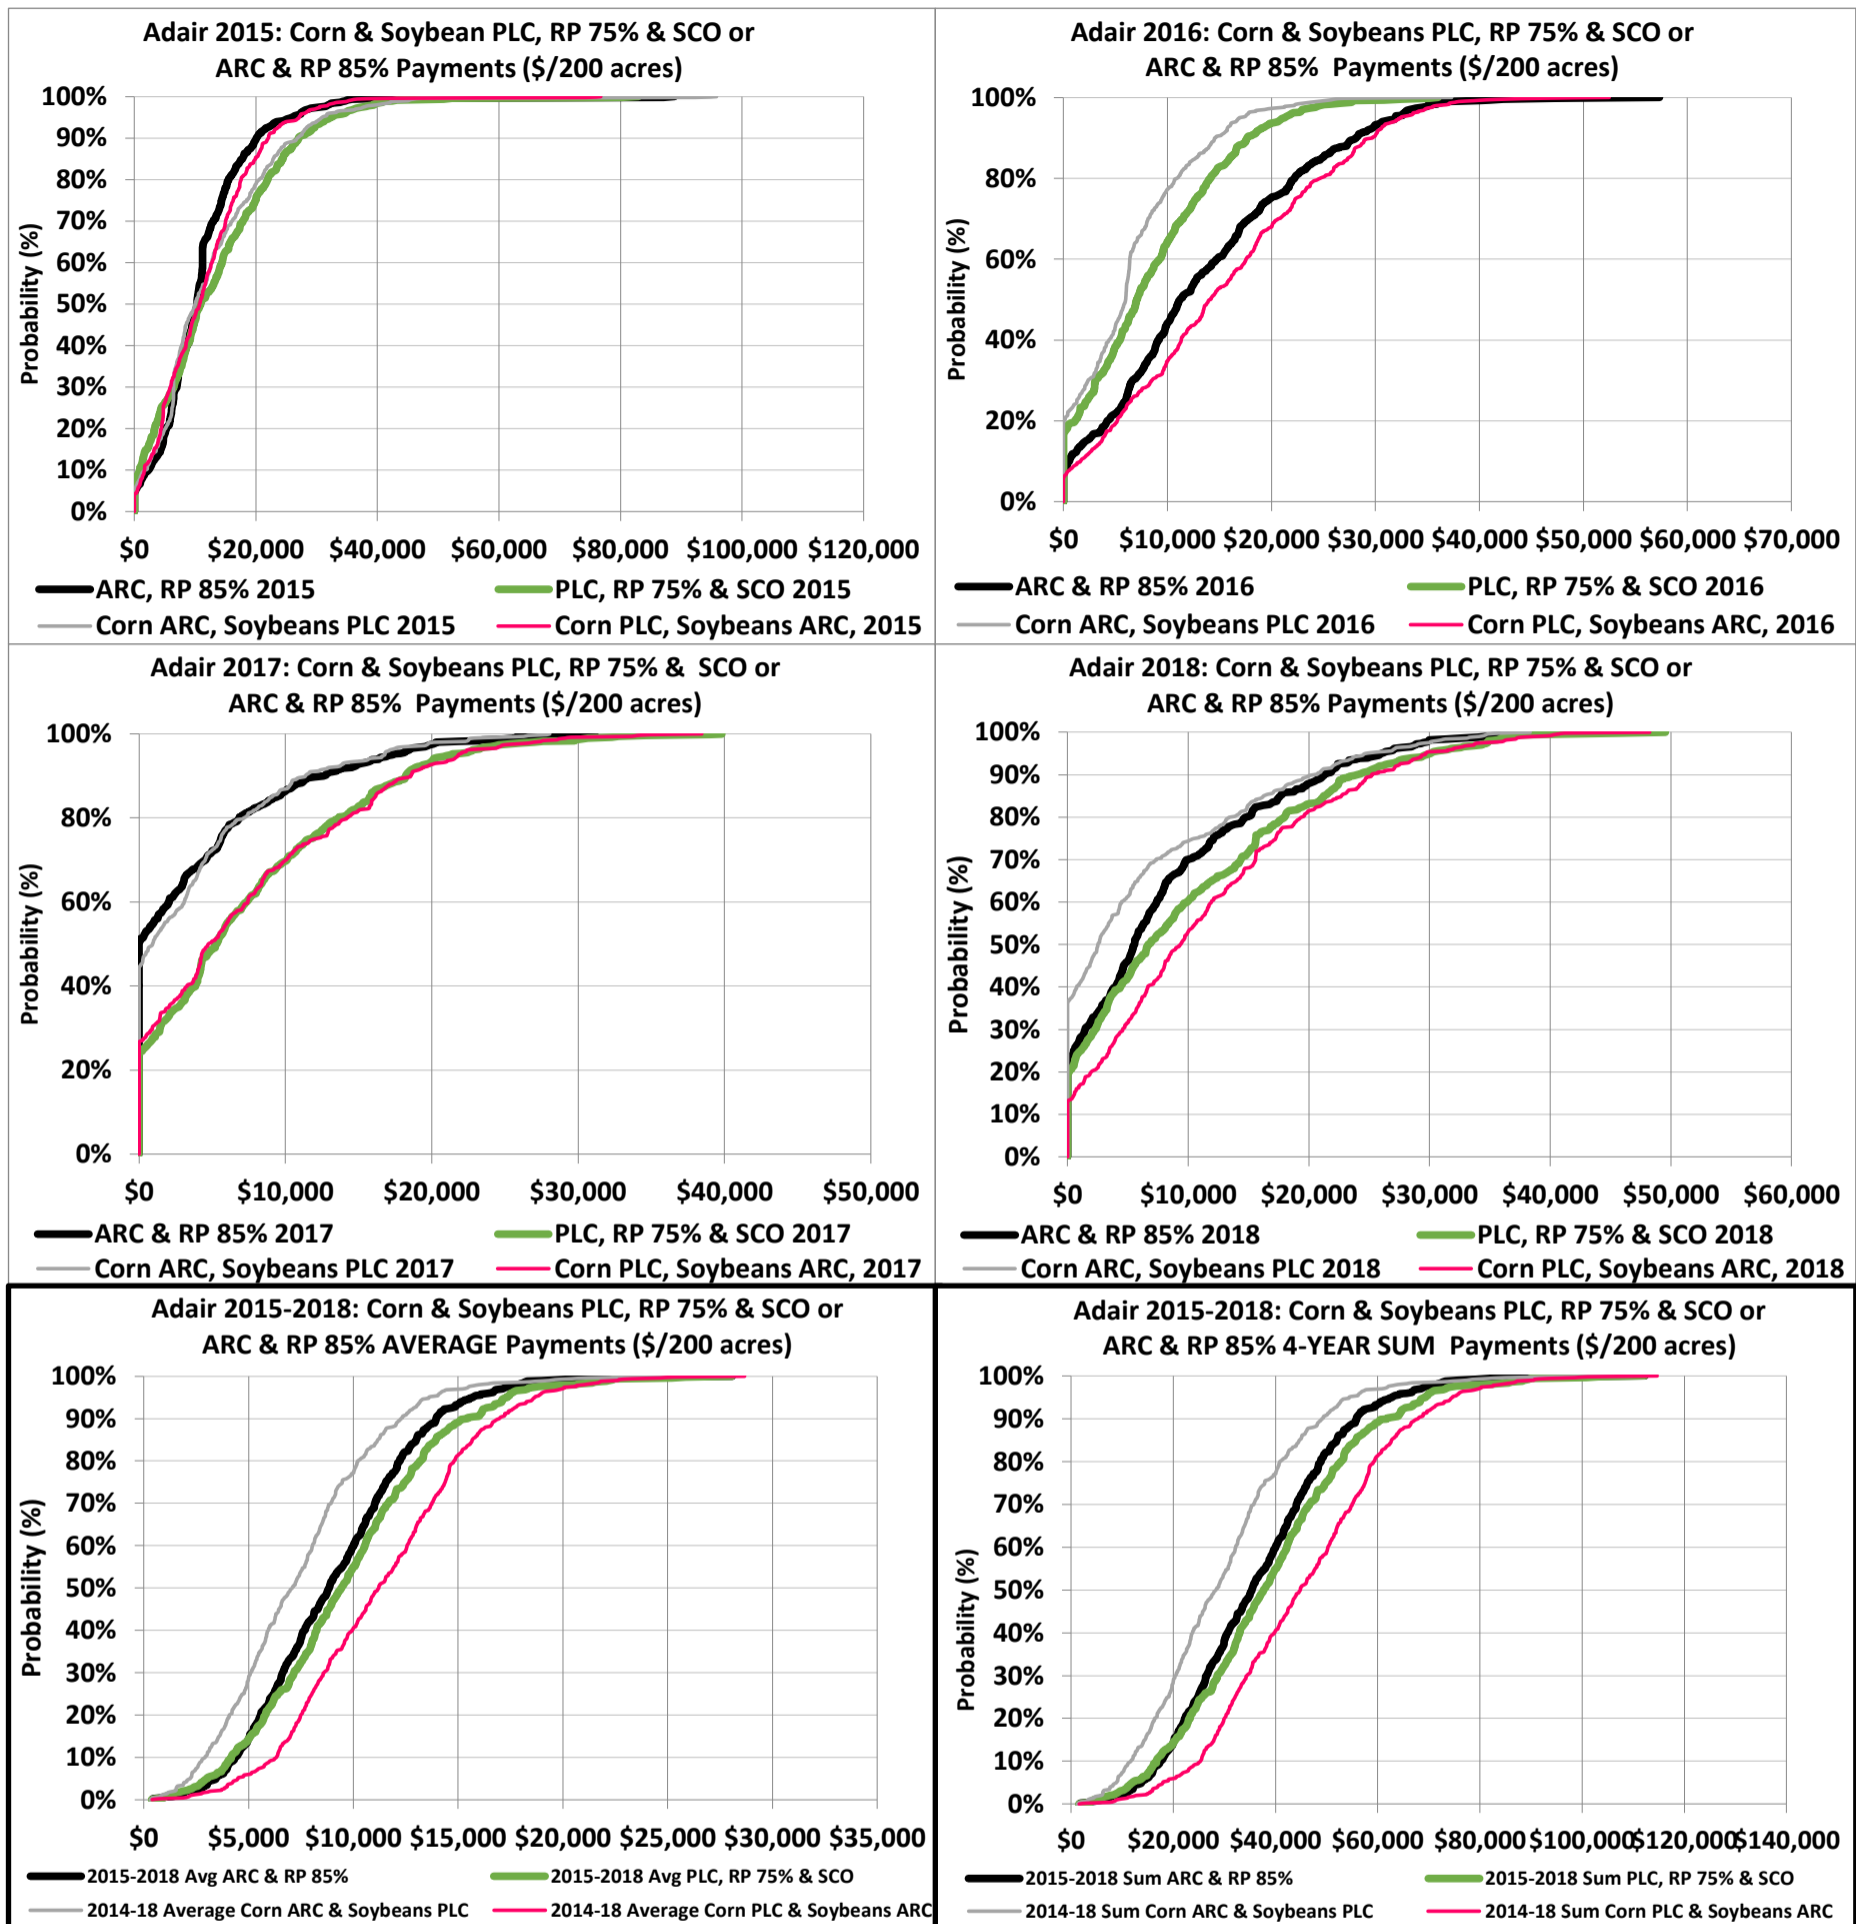 Adair 2015: Corn & Soybean PLC, RP 75% & SCO or
ARC & RP 85% Payments ($/200 acres)
Probability (%)
100%
90%
80%
70%
60%
50%
40%
30%
20%
10%
0%
$0 $20,000 $40,000 $60,000 $80,000 $100,000 $120,000
ARC, RP 85% 2015 PLC, RP 75% & SCO 2015
Corn ARC, Soybeans PLC 2015 Corn PLC, Soybeans ARC, 2015
Adair 2016: Corn & Soybeans PLC, RP 75% & SCO or
ARC & RP 85% Payments ($/200 acres)
Probability (%)
100%
80%
60%
40%
20%
0%
$0 $10,000 $20,000 $30,000 $40,000 $50,000 $60,000 $70,000
ARC & RP 85% 2016 PLC, RP 75% & SCO 2016
Corn ARC, Soybeans PLC 2016 Corn PLC, Soybeans ARC, 2016
Adair 2017: Corn & Soybeans PLC, RP 75% & SCO or
ARC & RP 85% Payments ($/200 acres)
Probability (%)
100%
80%
60%
40%
20%
0%
$0 $10,000 $20,000 $30,000 $40,000 $50,000
ARC & RP 85% 2017 PLC, RP 75% & SCO 2017
Corn ARC, Soybeans PLC 2017 Corn PLC, Soybeans ARC, 2017
Adair 2018: Corn & Soybeans PLC, RP 75% & SCO or
ARC & RP 85% Payments ($/200 acres)
Probability (%)
100%
90%
80%
70%
60%
50%
40%
30%
20%
10%
0%
$0 $10,000 $20,000 $30,000 $40,000 $50,000 $60,000
ARC & RP 85% 2018 PLC, RP 75% & SCO 2018
Corn ARC, Soybeans PLC 2018 Corn PLC, Soybeans ARC, 2018
Adair 2015-2018: Corn & Soybeans PLC, RP 75% & SCO or
ARC & RP 85% AVERAGE Payments ($/200 acres)
Probability (%)
100%
90%
80%
70%
60%
50%
40%
30%
20%
10%
0%
$0 $5,000 $10,000 $15,000 $20,000 $25,000 $30,000 $35,000
2015-2018 Avg ARC & RP 85% 2015-2018 Avg PLC, RP 75% & SCO
2014-18 Average Corn ARC & Soybeans PLC 2014-18 Average Corn PLC & Soybeans ARC
Adair 2015-2018: Corn & Soybeans PLC, RP 75% & SCO or
ARC & RP 85% 4-YEAR SUM Payments ($/200 acres)
Probability (%)
100%
90%
80%
70%
60%
50%
40%
30%
20%
10%
0%
$0 $20,000 $40,000 $60,000 $80,000 $100,000 $120,000 $140,000
2015-2018 Sum ARC & RP 85% 2015-2018 Sum PLC, RP 75% & SCO
2014-18 Sum Corn ARC & Soybeans PLC 2014-18 Sum Corn PLC & Soybeans ARC